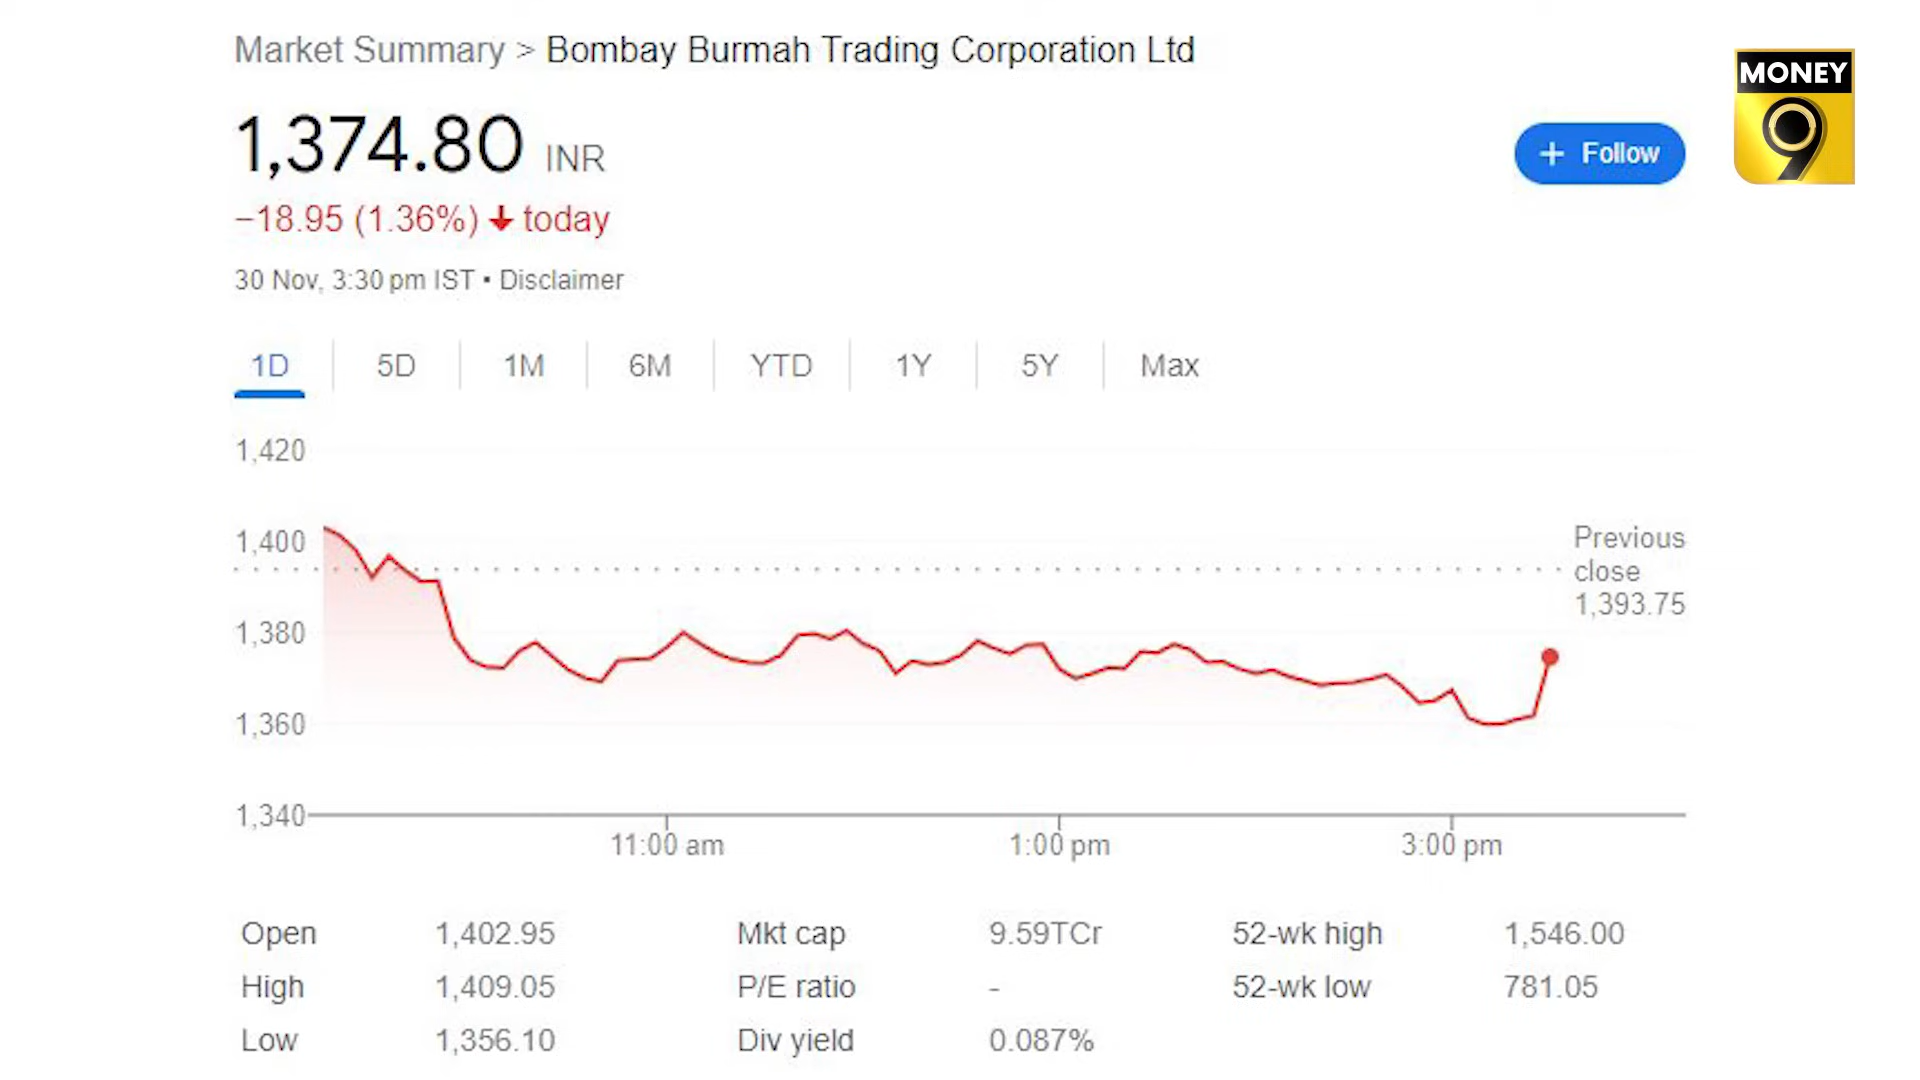 Market Summary > Bombay Burmah Trading Corporation Ltd
MONEY
9
1,374.80 INR
+ Follow
−18.95 (1.36%) ↓ today
30 Nov, 3:30 pm IST • Disclaimer
1D 5D 1M 6M YTD 1Y 5Y Max
1,420
1,400
1,380
1,360
1,340
Previous
close
1,393.75
11:00 am 1:00 pm 3:00 pm
Open 1,402.95 Mkt cap 9.59TCr 52-wk high 1,546.00
High 1,409.05 P/E ratio - 52-wk low 781.05
Low 1,356.10 Div yield 0.087%